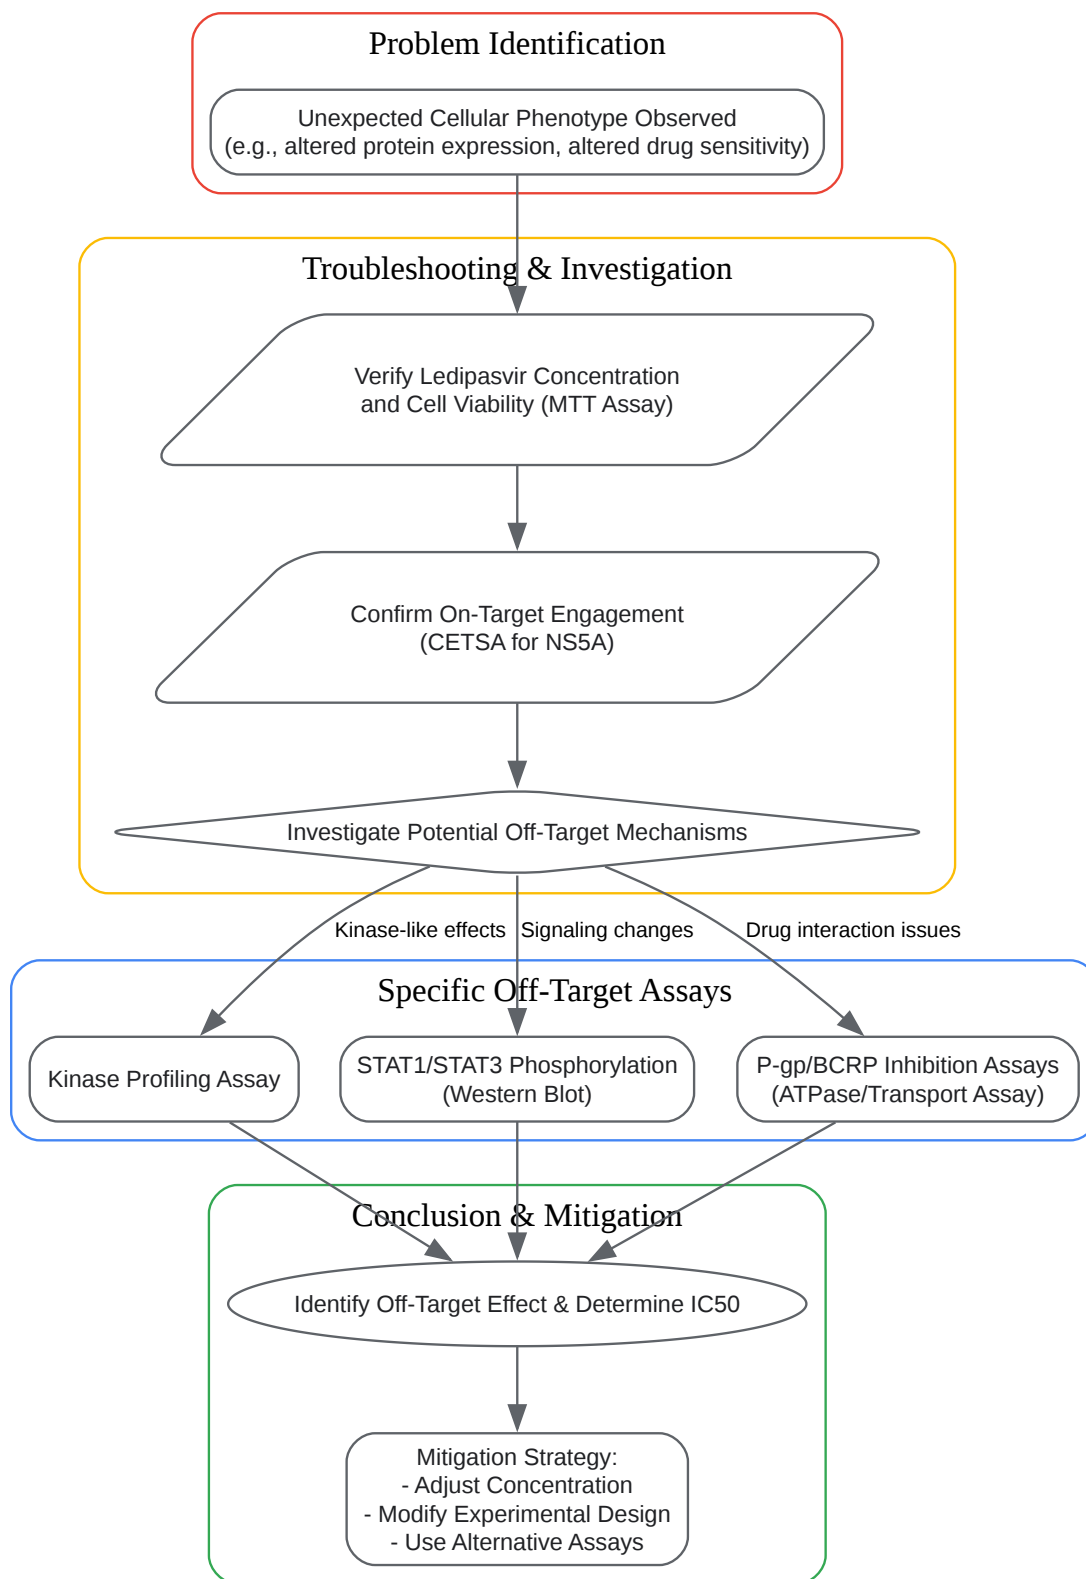 Problem Identification
Unexpected Cellular Phenotype Observed
(e.g., altered protein expression, altered drug sensitivity)
Troubleshooting & Investigation
Verify Ledipasvir Concentration
and Cell Viability (MTT Assay)
Confirm On-Target Engagement
(CETSA for NS5A)
Investigate Potential Off-Target Mechanisms
Kinase-like effects
Signaling changes
Drug interaction issues
Specific Off-Target Assays
Kinase Profiling Assay
STAT1/STAT3 Phosphorylation
(Western Blot)
P-gp/BCRP Inhibition Assays
(ATPase/Transport Assay)
Conclusion & Mitigation
Identify Off-Target Effect & Determine IC50
Mitigation Strategy:
- Adjust Concentration
- Modify Experimental Design
- Use Alternative Assays